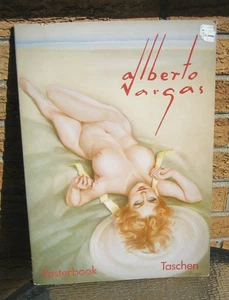 alberto
vargas
Posterbook
Taschen